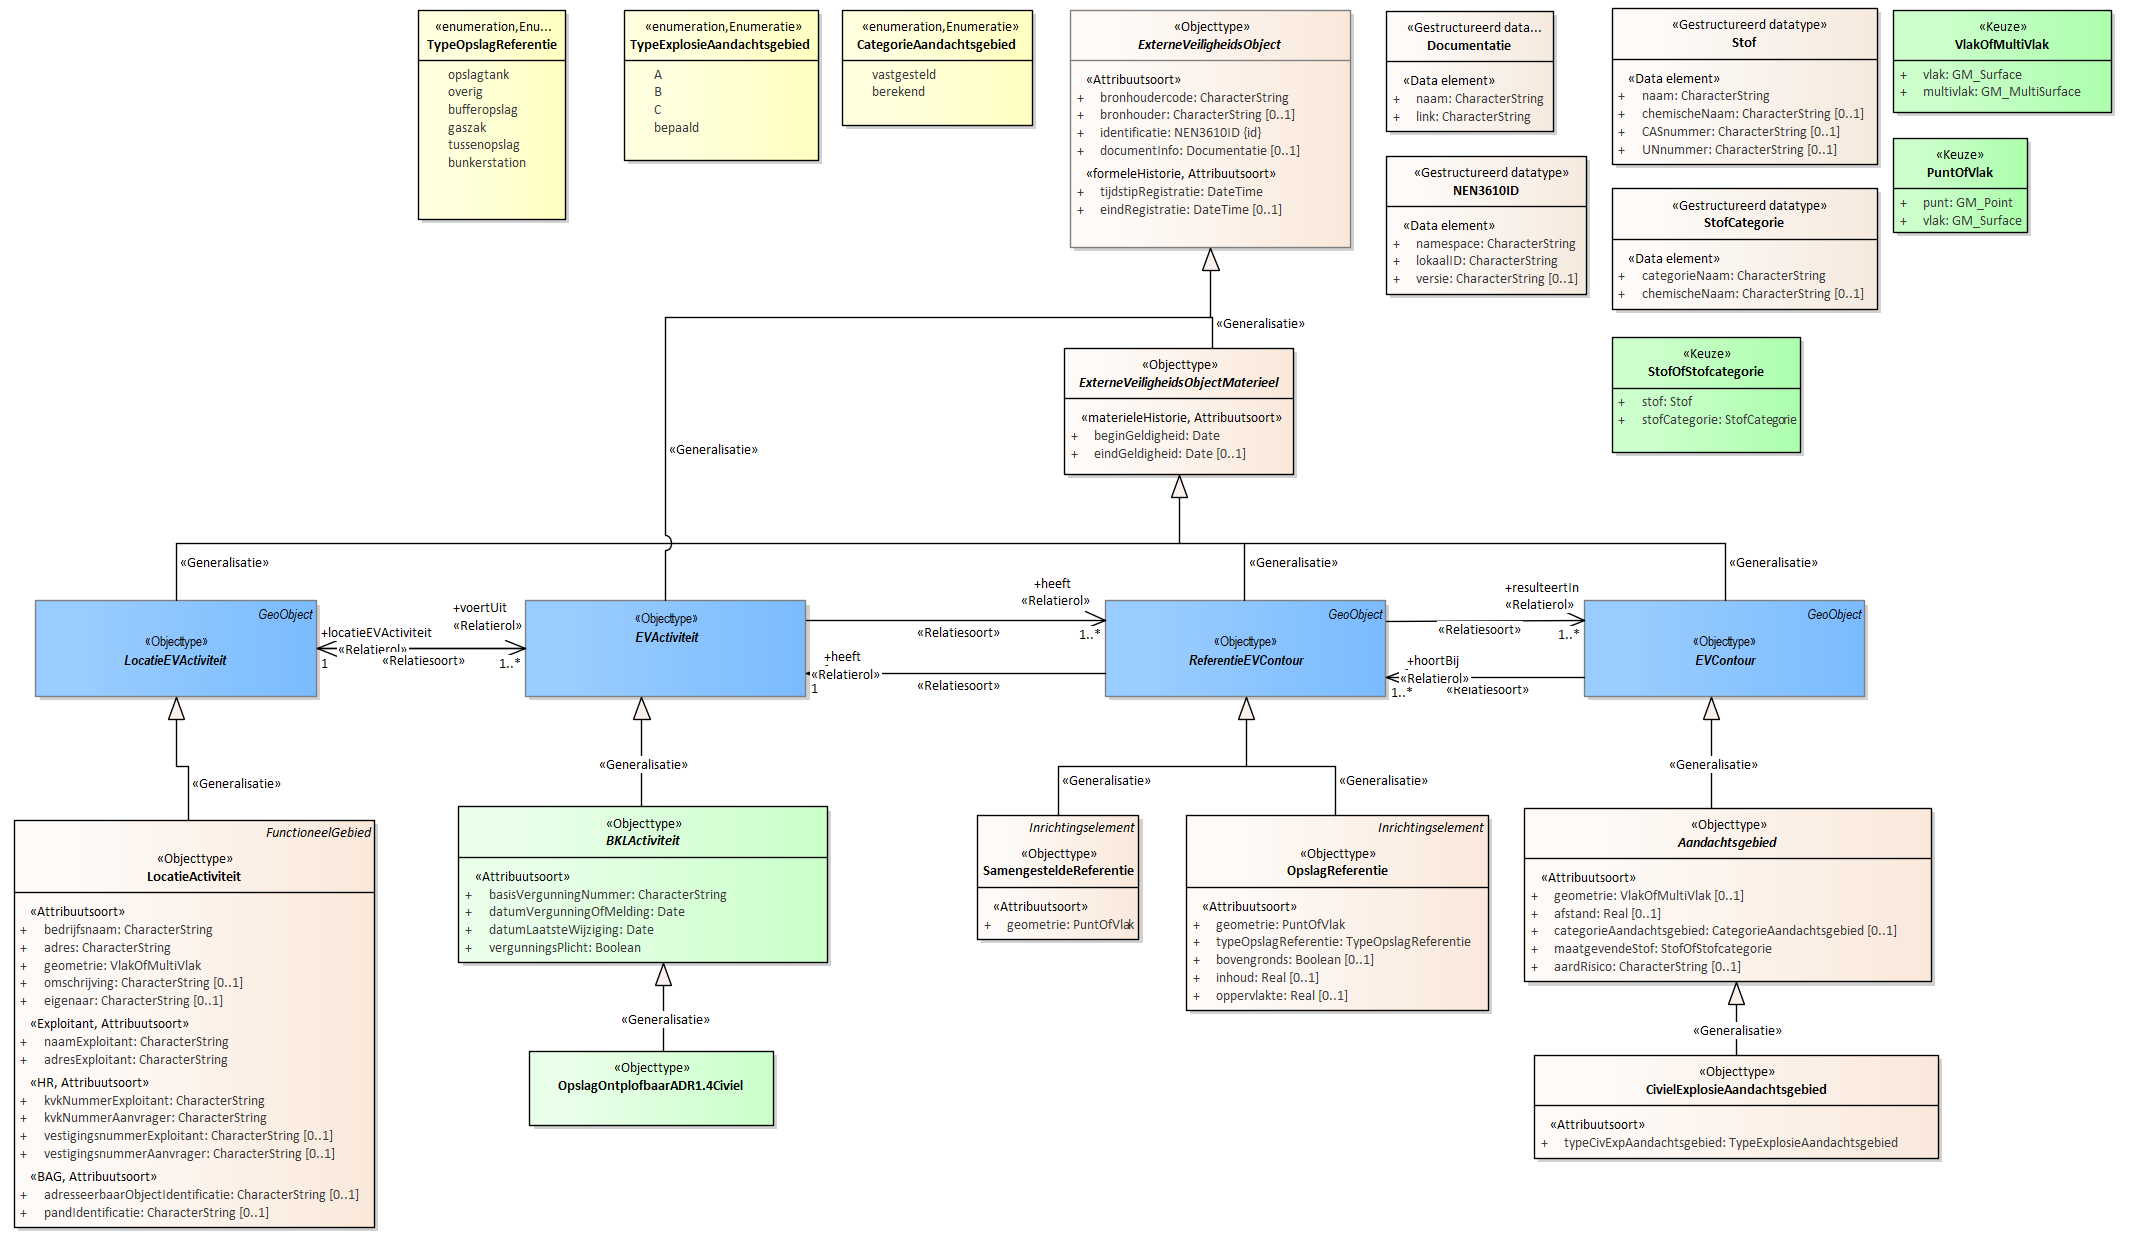 «enumeration,Enu...
TypeOpslagReferentie
opslagtank
overig
bufferopslag
gaszak
tussenopslag
bunkerstation
«enumeration,Enumeratie»
TypeExplosieAandachtsgebied
A
B
C
bepaald
«enumeration,Enumeratie»
CategorieAandachtsgebied
vastgesteld
berekend
«Objecttype»
ExterneVeiligheidsObject
«Attribuutsoort»
+ bronhoudercode: CharacterString
+ bronhouder: CharacterString [0..1]
+ identificatie: NEN3610ID {id}
+ documentInfo: Documentatie [0..1]
«formeleHistorie, Attribuutsoort»
+ tijdstipRegistratie: DateTime
+ eindRegistratie: DateTime [0..1]
«Gestructureerd data...
Documentatie
«Data element»
+ naam: CharacterString
+ link: CharacterString
«Gestructureerd datatype»
NEN3610ID
«Data element»
+ namespace: CharacterString
+ lokaalID: CharacterString
+ versie: CharacterString [0..1]
«Gestructureerd datatype»
Stof
«Data element»
+ naam: CharacterString
+ chemischeNaam: CharacterString [0..1]
+ CASnummer: CharacterString [0..1]
+ UNnummer: CharacterString [0..1]
«Gestructureerd datatype»
StofCategorie
«Data element»
+ categorieNaam: CharacterString
+ chemischeNaam: CharacterString [0..1]
«Keuze»
VlakOfMultiVlak
+ vlak: GM_Surface
+ multivlak: GM_MultiSurface
«Keuze»
PuntOfVlak
+ punt: GM_Point
+ vlak: GM_Surface
«Keuze»
StofOfStofcategorie
+ stof: Stof
+ stofCategorie: StofCategorie
«Generalisatie»
«Objecttype»
ExterneVeiligheidsObjectMaterieel
«materieleHistorie, Attribuutsoort»
+ beginGeldigheid: Date
+ eindGeldigheid: Date [0..1]
«Generalisatie»
«Generalisatie»
«Generalisatie»
«Generalisatie»
GeoObject
«Objecttype»
LocatieEVActiviteit
+locatieEVActiviteit
«Relatierol»
1
«Relatiesoort»
+voertUit
«Relatierol»
1..*
«Objecttype»
EVActiviteit
+heeft
«Relatierol»
1..*
«Relatiesoort»
+heeft
«Relatierol»
1
«Relatiesoort»
GeoObject
«Objecttype»
ReferentieEVContour
+resulteertIn
«Relatierol»
1..*
«Relatiesoort»
+hoortBij
«Relatierol»
1..*
«Relatiesoort»
GeoObject
«Objecttype»
EVContour
«Generalisatie»
«Generalisatie»
«Generalisatie»
«Generalisatie»
«Generalisatie»
FunctioneelGebied
«Objecttype»
LocatieActiviteit
«Attribuutsoort»
+ bedrijfsnaam: CharacterString
+ adres: CharacterString
+ geometrie: VlakOfMultiVlak
+ omschrijving: CharacterString [0..1]
+ eigenaar: CharacterString [0..1]
«Exploitant, Attribuutsoort»
+ naamExploitant: CharacterString
+ adresExploitant: CharacterString
«HR, Attribuutsoort»
+ kvkNummerExploitant: CharacterString
+ kvkNummerAanvrager: CharacterString
+ vestigingsnummerExploitant: CharacterString [0..1]
+ vestigingsnummerAanvrager: CharacterString [0..1]
«BAG, Attribuutsoort»
+ adresseerbaarObjectIdentificatie: CharacterString [0..1]
+ pandIdentificatie: CharacterString [0..1]
«Objecttype»
BKLActiviteit
«Attribuutsoort»
+ basisVergunningNummer: CharacterString
+ datumVergunningOfMelding: Date
+ datumLaatsteWijziging: Date
+ vergunningsPlicht: Boolean
«Generalisatie»
«Objecttype»
OpslagOntplofbaarADR1.4Civiel
Inrichtingselement
«Objecttype»
SamengesteldeReferentie
«Attribuutsoort»
+ geometrie: PuntOfVlak
Inrichtingselement
«Objecttype»
OpslagReferentie
«Attribuutsoort»
+ geometrie: PuntOfVlak
+ typeOpslagReferentie: TypeOpslagReferentie
+ bovengronds: Boolean [0..1]
+ inhoud: Real [0..1]
+ oppervlakte: Real [0..1]
«Objecttype»
Aandachtsgebied
«Attribuutsoort»
+ geometrie: VlakOfMultiVlak [0..1]
+ afstand: Real [0..1]
+ categorieAandachtsgebied: CategorieAandachtsgebied [0..1]
+ maatgevendeStof: StofOfStofcategorie
+ aardRisico: CharacterString [0..1]
«Generalisatie»
«Objecttype»
CivielExplosieAandachtsgebied
«Attribuutsoort»
+ typeCivExpAandachtsgebied: TypeExplosieAandachtsgebied